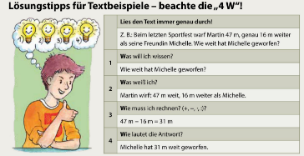 Lösungstipps für Textbeispiele – beachte die „4 W“!
Lies den Text immer genau durch!
Z. B.: Beim letzten Sportfest warf Martin 47 m, genau 16 m weiter
als seine Freundin Michelle. Wie weit hat Michelle geworfen?
1
Was will ich wissen?
Wie weit hat Michelle geworfen?
2
Was weiß ich?
Martin wirft 47 m weit, 16 m weiter als Michelle.
3
Wie muss ich rechnen? (+, –, ·, :)?
47 m – 16 m = 31 m
4
Wie lautet die Antwort?
Michelle hat 31 m weit geworfen.